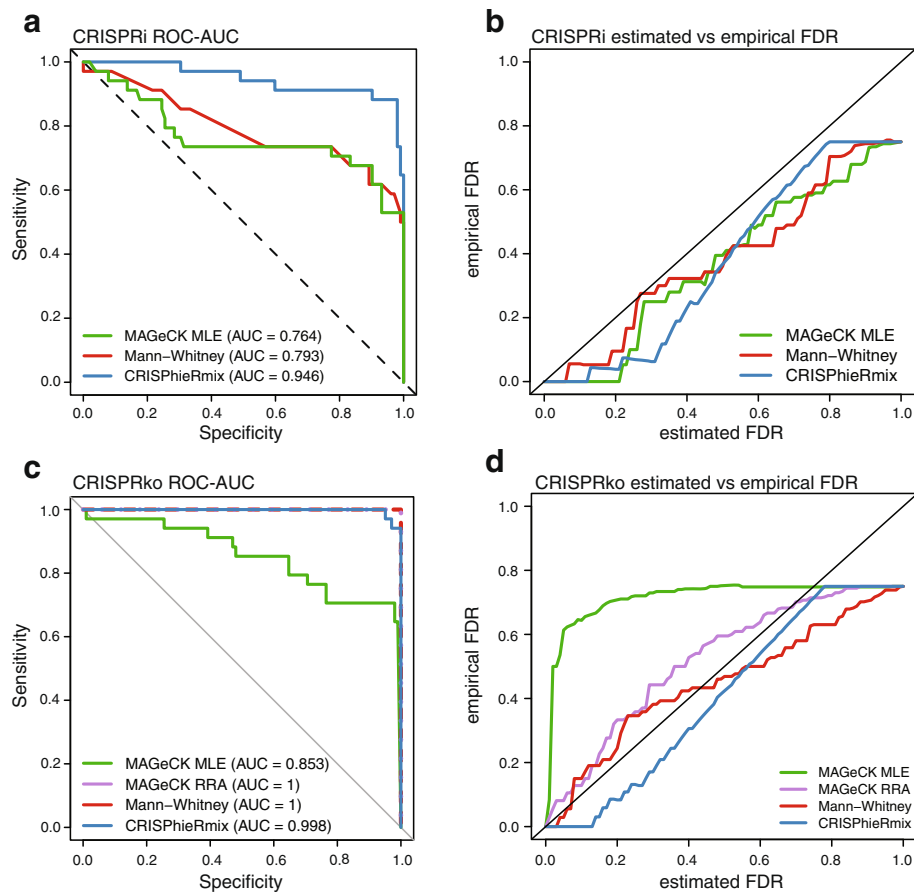 a
CRISPRi ROC-AUC
Sensitivity
1.0
0.8
0.6
0.4
0.2
0.0
MAGeCK MLE (AUC = 0.764)
Mann−Whitney (AUC = 0.793)
CRISPhieRmix (AUC = 0.946)
0.0 0.2 0.4 0.6 0.8 1.0
Specificity
b
CRISPRi estimated vs empirical FDR
empirical FDR
1.0
0.8
0.6
0.4
0.2
0.0
MAGeCK MLE
Mann−Whitney
CRISPhieRmix
0.0 0.2 0.4 0.6 0.8 1.0
estimated FDR
c
CRISPRko ROC-AUC
Sensitivity
1.0
0.8
0.6
0.4
0.2
0.0
MAGeCK MLE (AUC = 0.853)
MAGeCK RRA (AUC = 1)
Mann−Whitney (AUC = 1)
CRISPhieRmix (AUC = 0.998)
0.0 0.2 0.4 0.6 0.8 1.0
Specificity
d
CRISPRko estimated vs empirical FDR
empirical FDR
1.0
0.8
0.6
0.4
0.2
0.0
MAGeCK MLE
MAGeCK RRA
Mann−Whitney
CRISPhieRmix
0.0 0.2 0.4 0.6 0.8 1.0
estimated FDR